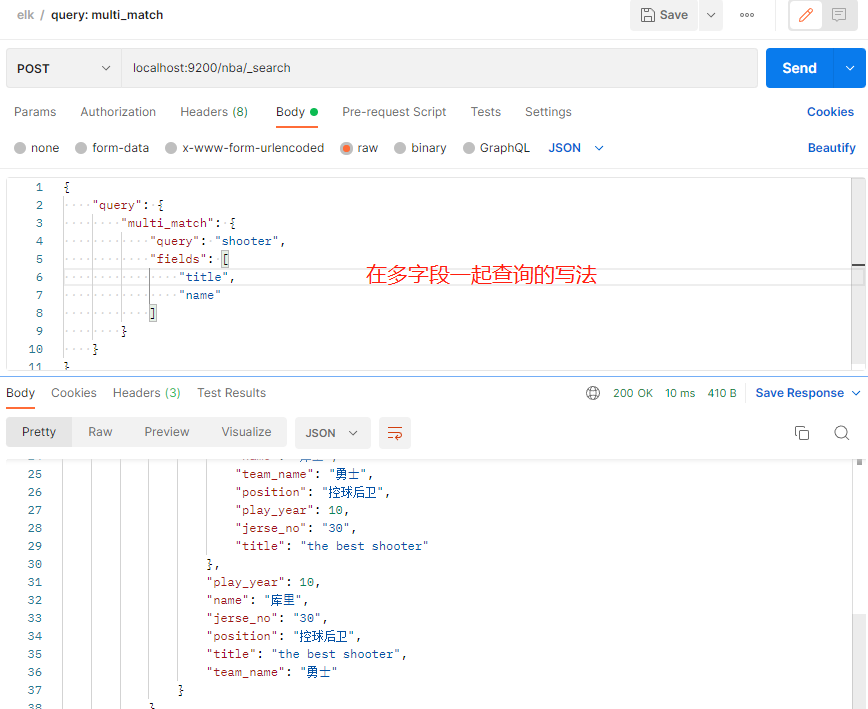 elk / query: multi_match
Save
POST
localhost:9200/nba/_search
Send
Params Authorization Headers (8) Body Pre-request Script Tests Settings Cookies
none form-data x-www-form-urlencoded raw binary GraphQL JSON Beautify
1 {
2 "query": {
3 "multi_match": {
4 "query": "shooter",
5 "fields": [
6 "title",
在多字段一起查询的写法
7 "name"
8 ]
9 }
10 }
11 }
Body Cookies Headers (3) Test Results 200 OK 10 ms 410 B Save Response
Pretty Raw Preview Visualize JSON
24 "name": "库里",
25 "team_name": "勇士",
26 "position": "控球后卫",
27 "play_year": 10,
28 "jerse_no": "30",
29 "title": "the best shooter"
30 },
31 "play_year": 10,
32 "name": "库里",
33 "jerse_no": "30",
34 "position": "控球后卫",
35 "title": "the best shooter",
36 "team_name": "勇士"
37 }
38 }